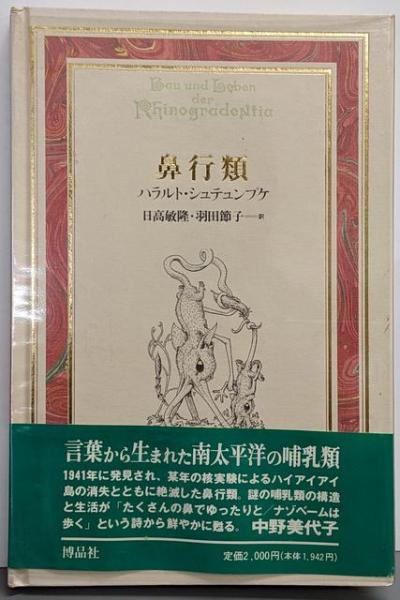 Bau und Leben
der
Rhinogradentia
鼻行類
ハラルト・シュテュンプケ
日高敏隆・羽田節子──訳
言葉から生まれた南太平洋の哺乳類
1941年に発見され、某年の核実験によるハイアイアイ
島の消失とともに絶滅した鼻行類。謎の哺乳類の構造
と生活が「たくさんの鼻でゆったりと/ナゾベームは
歩く」という詩から鮮やかに甦る。 中野美代子
博品社
定価2,000円(本体1,942円)